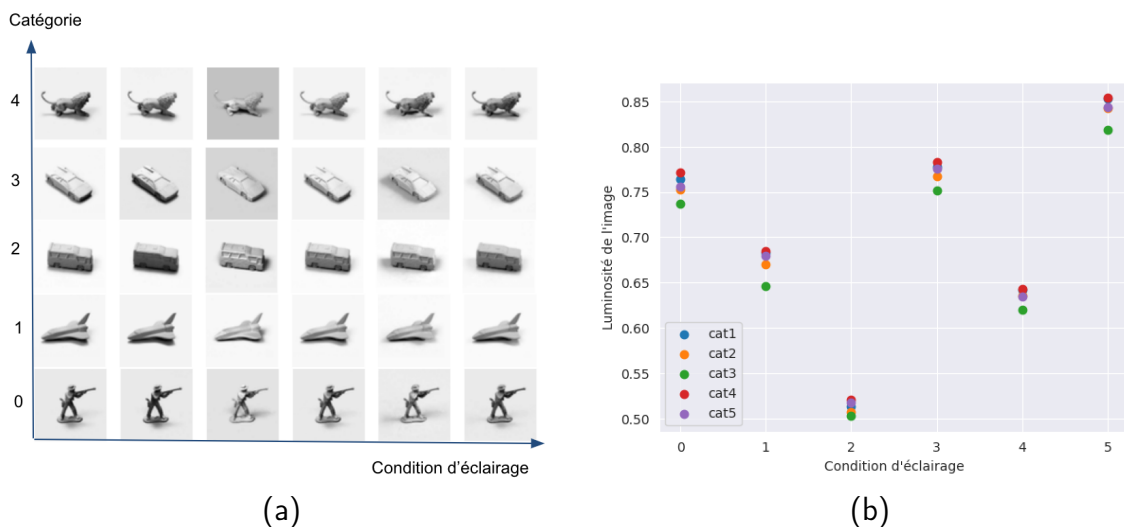 Catégorie
4
3
2
1
0
Condition d'éclairage
(a)
Luminosité de l'image
0.85
0.80
0.75
0.70
0.65
0.60
0.55
0.50
cat1
cat2
cat3
cat4
cat5
0 1 2 3 4 5
Condition d'éclairage
(b)